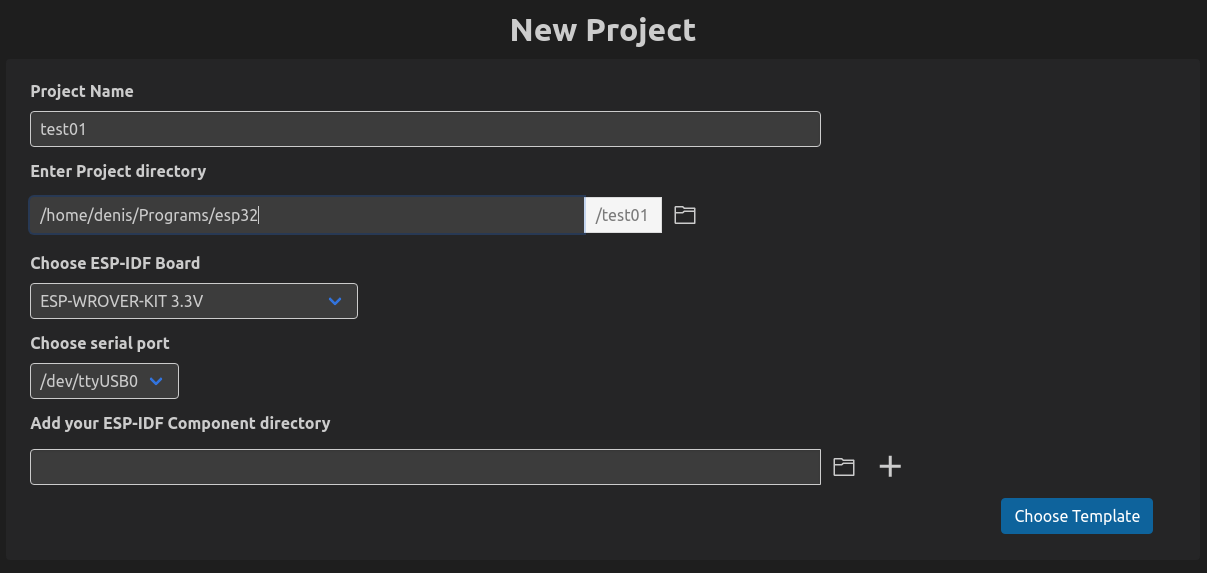 New Project
Project Name
test01
Enter Project directory
/home/denis/Programs/esp32 /test01
Choose ESP-IDF Board
ESP-WROVER-KIT 3.3V
Choose serial port
/dev/ttyUSB0
Add your ESP-IDF Component directory
Choose Template